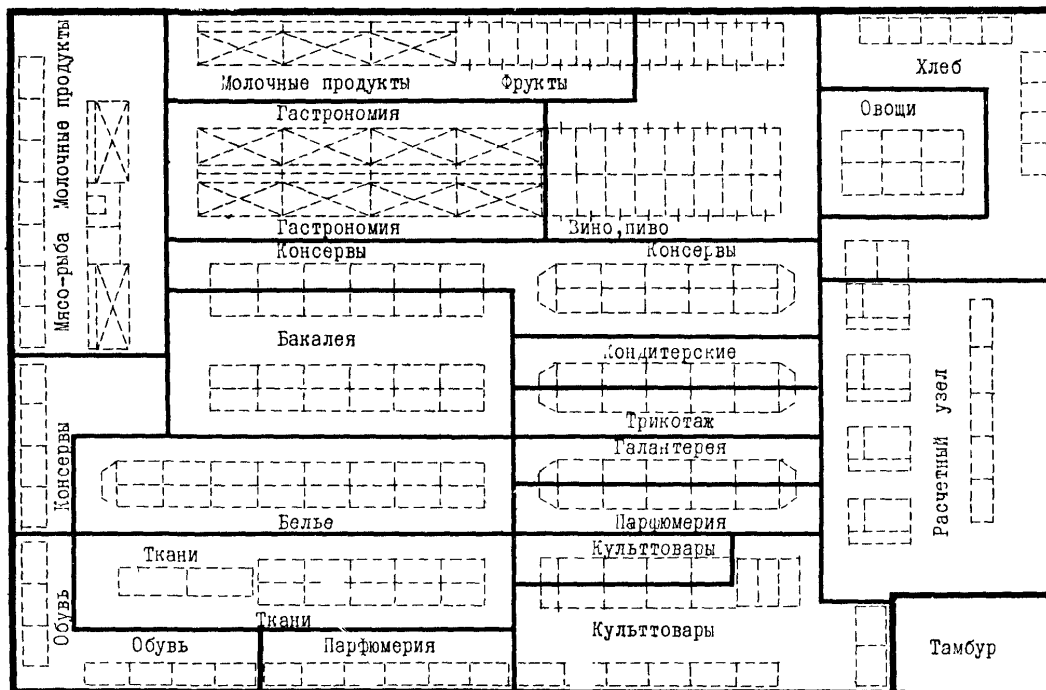 Молочные продукты
Мясо-рыба
Молочные продукты
Фрукты
Хлеб
Гастрономия
Овощи
Гастрономия
Вино,пиво
Консервы
Консервы
Бакалея
Кондитерские
Трикотаж
Галантерея
Консервы
Расчетный узел
Белье
Парфюмерия
Ткани
Культтовары
Обувь
Ткани
Культтовары
Обувь
Парфюмерия
Тамбур